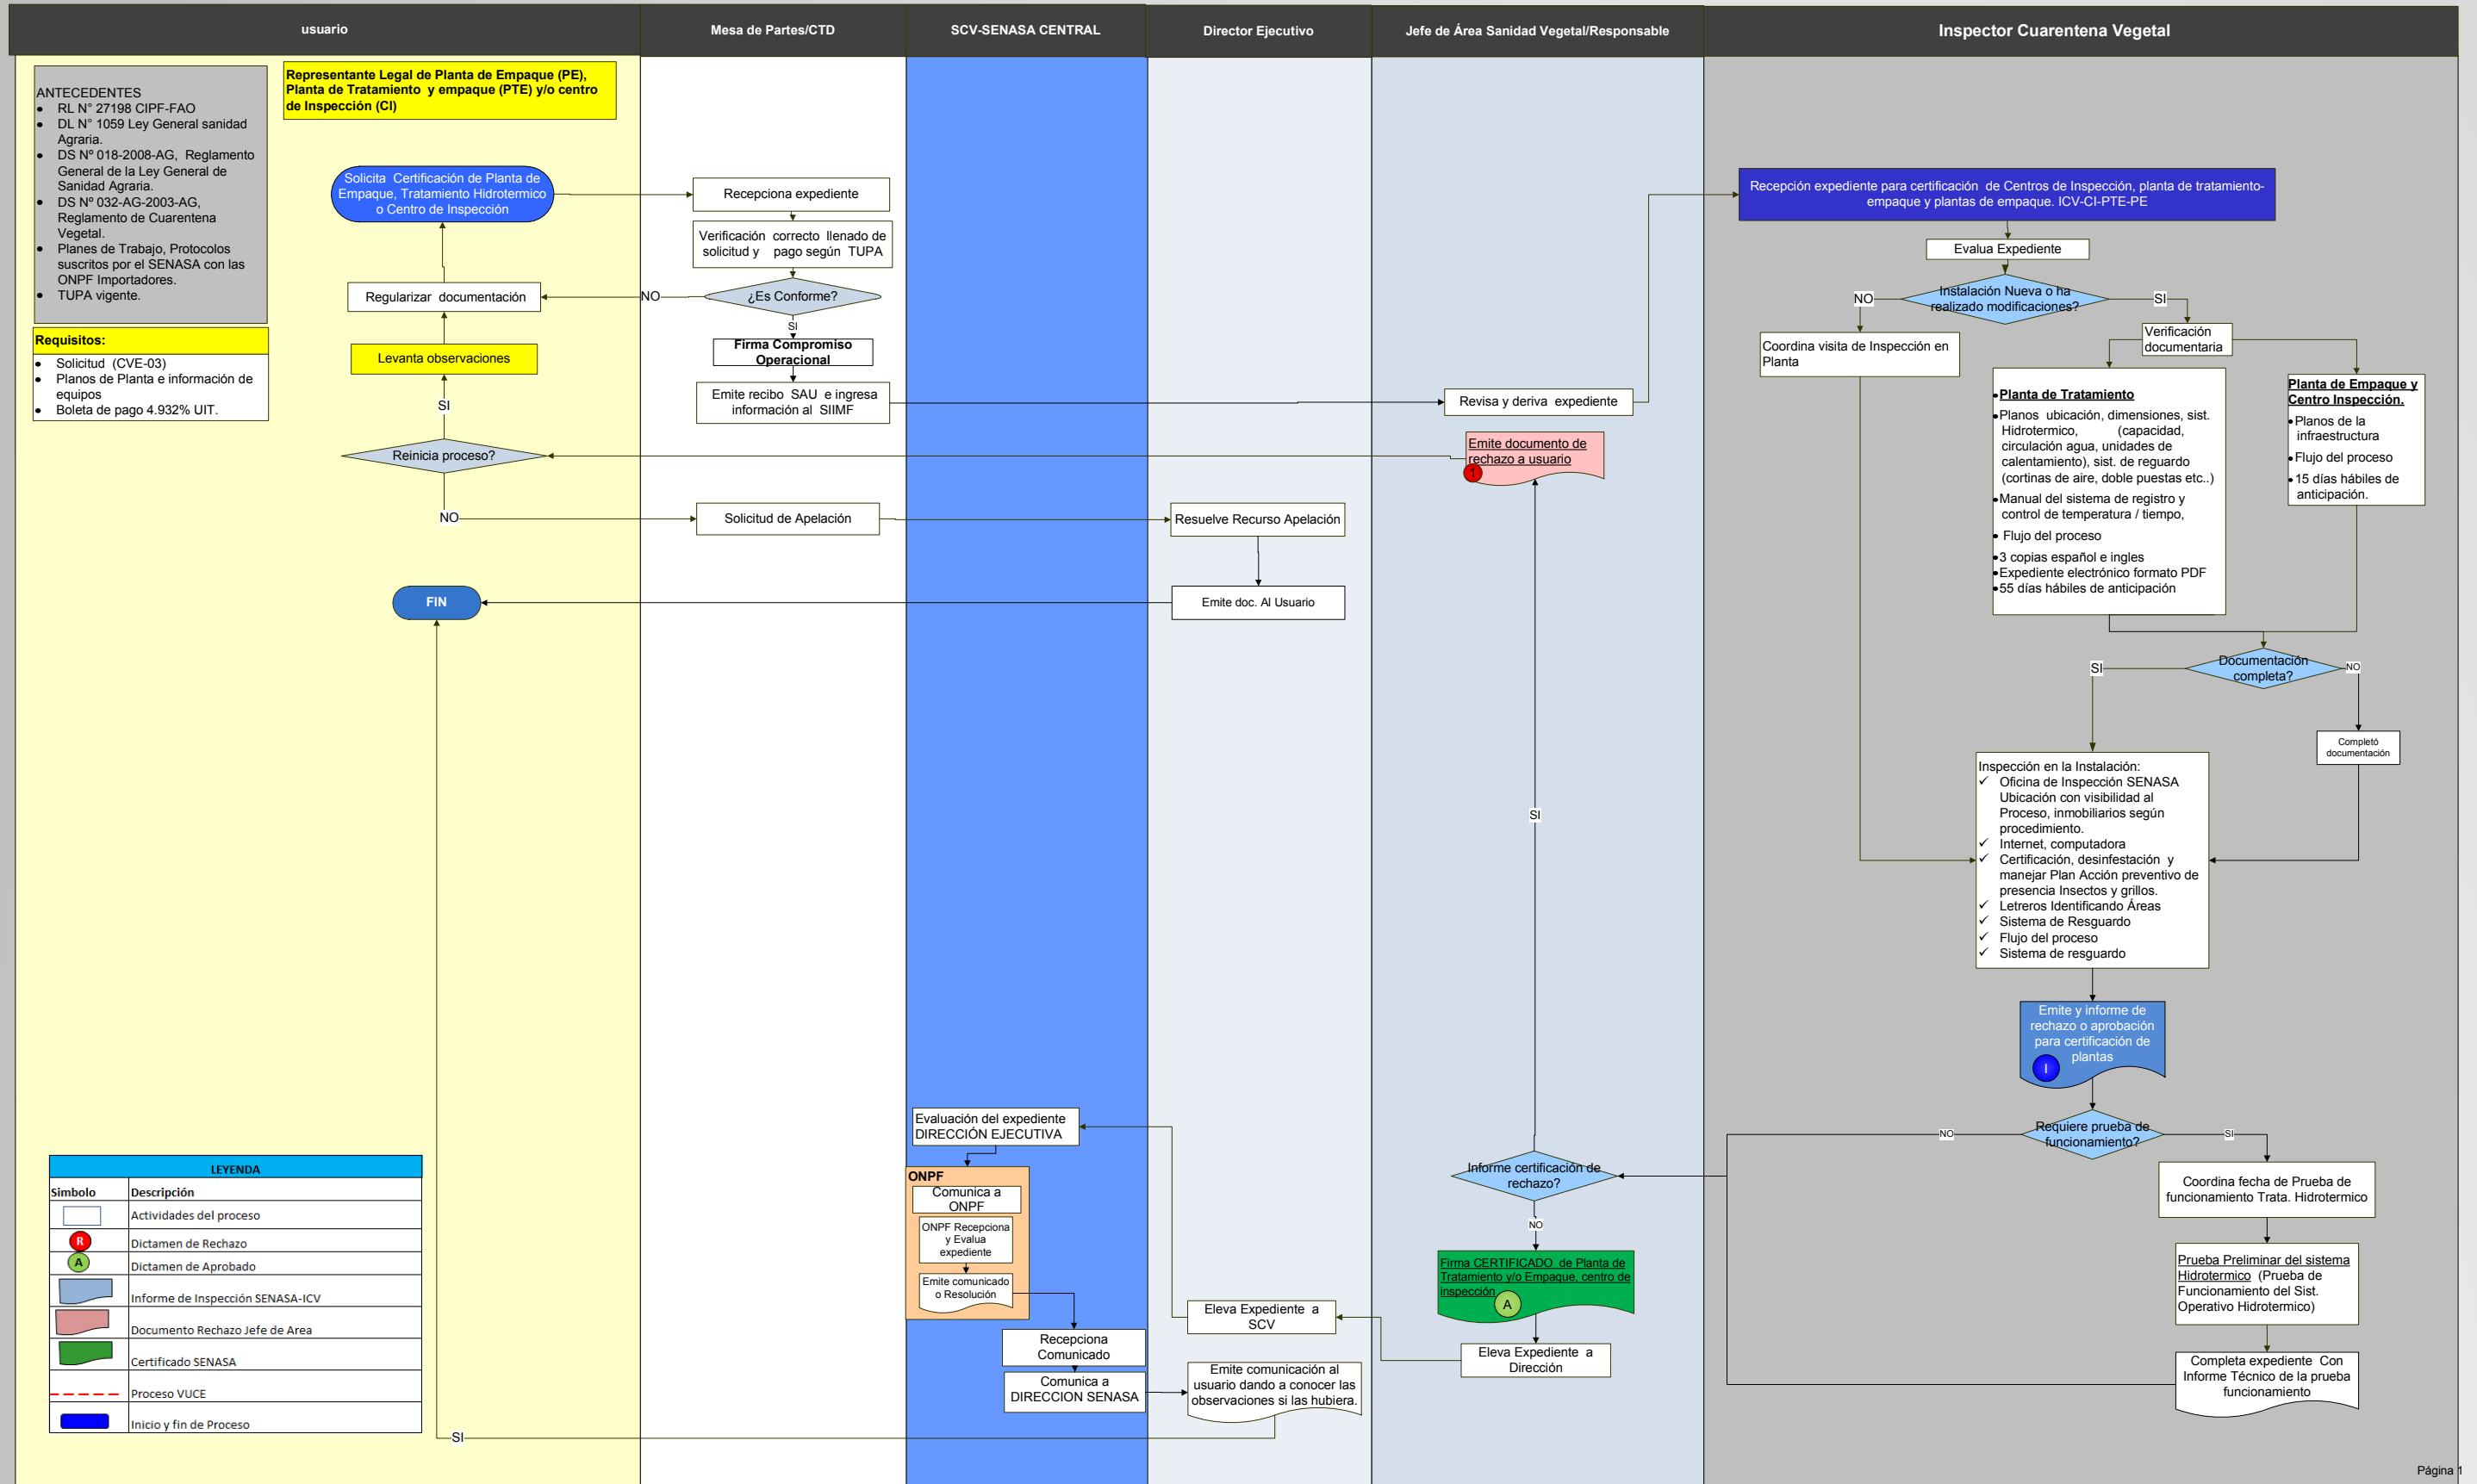 usuario
Mesa de Partes/CTD
SCV-SENASA CENTRAL
Director Ejecutivo
Jefe de Área Sanidad Vegetal/Responsable
Inspector Cuarentena Vegetal
ANTECEDENTES
● RL N° 27198 CIPF-FAO
● DL N° 1059 Ley General sanidad
Agraria.
● DS Nº 018-2008-AG, Reglamento
General de la Ley General de
Sanidad Agraria.
● DS Nº 032-AG-2003-AG,
Reglamento de Cuarentena
Vegetal.
● Planes de Trabajo, Protocolos
suscritos por el SENASA con las
ONPF Importadores.
● TUPA vigente.
Requisitos:
● Solicitud (CVE-03)
● Planos de Planta e información de
equipos
● Boleta de pago 4.932% UIT.
Representante Legal de Planta de Empaque (PE),
Planta de Tratamiento y empaque (PTE) y/o centro
de Inspección (CI)
Solicita Certificación de Planta de
Empaque, Tratamiento Hidrotermico
o Centro de Inspección
Regularizar documentación
Levanta observaciones
SI
Reinicia proceso?
NO
FIN
Recepciona expediente
Verificación correcto llenado de
solicitud y pago según TUPA
¿Es Conforme?
NO
SI
Firma Compromiso
Operacional
Emite recibo SAU e ingresa
información al SIIMF
Solicitud de Apelación
Resuelve Recurso Apelación
Emite doc. Al Usuario
Revisa y deriva expediente
Emite documento de
rechazo a usuario
1
SI
Recepción expediente para certificación de Centros de Inspección, planta de tratamiento-
empaque y plantas de empaque. ICV-CI-PTE-PE
Evalua Expediente
Instalación Nueva o ha
realizado modificaciones?
NO
SI
Coordina visita de Inspección en
Planta
Verificación
documentaria
● Planta de Tratamiento
● Planos ubicación, dimensiones, sist.
Hidrotermico, (capacidad,
circulación agua, unidades de
calentamiento), sist. de reguardo
(cortinas de aire, doble puestas etc..)
● Manual del sistema de registro y
control de temperatura / tiempo,
● Flujo del proceso
● 3 copias español e ingles
● Expediente electrónico formato PDF
● 55 días hábiles de anticipación
Planta de Empaque y
Centro Inspección.
● Planos de la
infraestructura
● Flujo del proceso
● 15 días hábiles de
anticipación.
Documentación
completa?
SI
NO
Completó
documentación
Inspección en la Instalación:
✓ Oficina de Inspección SENASA
Ubicación con visibilidad al
Proceso, inmobiliarios según
procedimiento.
✓ Internet, computadora
✓ Certificación, desinfestación y
manejar Plan Acción preventivo de
presencia Insectos y grillos.
✓ Letreros Identificando Áreas
✓ Sistema de Resguardo
✓ Flujo del proceso
✓ Sistema de resguardo
Emite y informe de
rechazo o aprobación
para certificación de
plantas
I
Requiere prueba de
funcionamiento?
NO
SI
Coordina fecha de Prueba de
funcionamiento Trata. Hidrotermico
Prueba Preliminar del sistema
Hidrotermico (Prueba de
Funcionamiento del Sist.
Operativo Hidrotermico)
Completa expediente Con
Informe Técnico de la prueba
funcionamiento
Informe certificación de
rechazo?
NO
Firma CERTIFICADO de Planta de
Tratamiento y/o Empaque, centro de
inspección
A
Eleva Expediente a
Dirección
Eleva Expediente a
SCV
Evaluación del expediente
DIRECCIÓN EJECUTIVA
ONPF
Comunica a
ONPF
ONPF Recepciona
y Evalua
expediente
Emite comunicado
o Resolución
Recepciona
Comunicado
Comunica a
DIRECCION SENASA
Emite comunicación al
usuario dando a conocer las
observaciones si las hubiera.
SI
LEYENDA
Simbolo Descripción
Actividades del proceso
R Dictamen de Rechazo
A Dictamen de Aprobado
Informe de Inspección SENASA-ICV
Documento Rechazo Jefe de Area
Certificado SENASA
Proceso VUCE
Inicio y fin de Proceso
Página 1